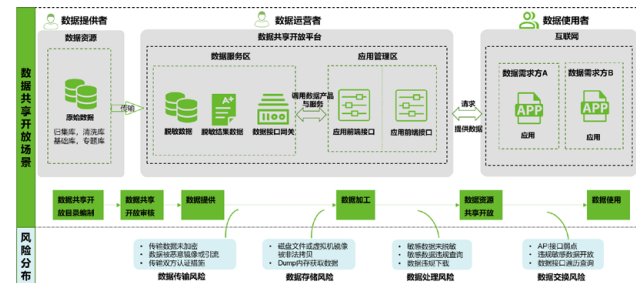 数据提供者
数据运营者
数据使用者
数据共享开放场景
数据资源
原始数据
归集库，清洗库
基础库，专题库
传输
数据共享开放平台
数据服务区
脱敏数据
脱敏结果数据
数据接口网关
调用数据产品
与服务
应用管理区
应用前端接口
应用前端接口
请求
提供数据
互联网
数据需求方A
APP
应用
数据需求方B
APP
应用
数据共享开
放目录编制
数据共享
开放审核
数据提供
数据加工
数据资源
共享开放
数据使用
风险分布
• 传输数据未加密
• 数据被恶意镜像或引流
• 传输双方认证措施
数据传输风险
• 磁盘文件或虚拟机镜像
被非法拷贝
• Dump内存获取数据
数据存储风险
• 敏感数据未脱敏
• 敏感数据违规查询
• 数据违规下载
数据处理风险
• API接口弱点
• 违规敏感数据开放
• 数据接口遍历查询
数据交换风险